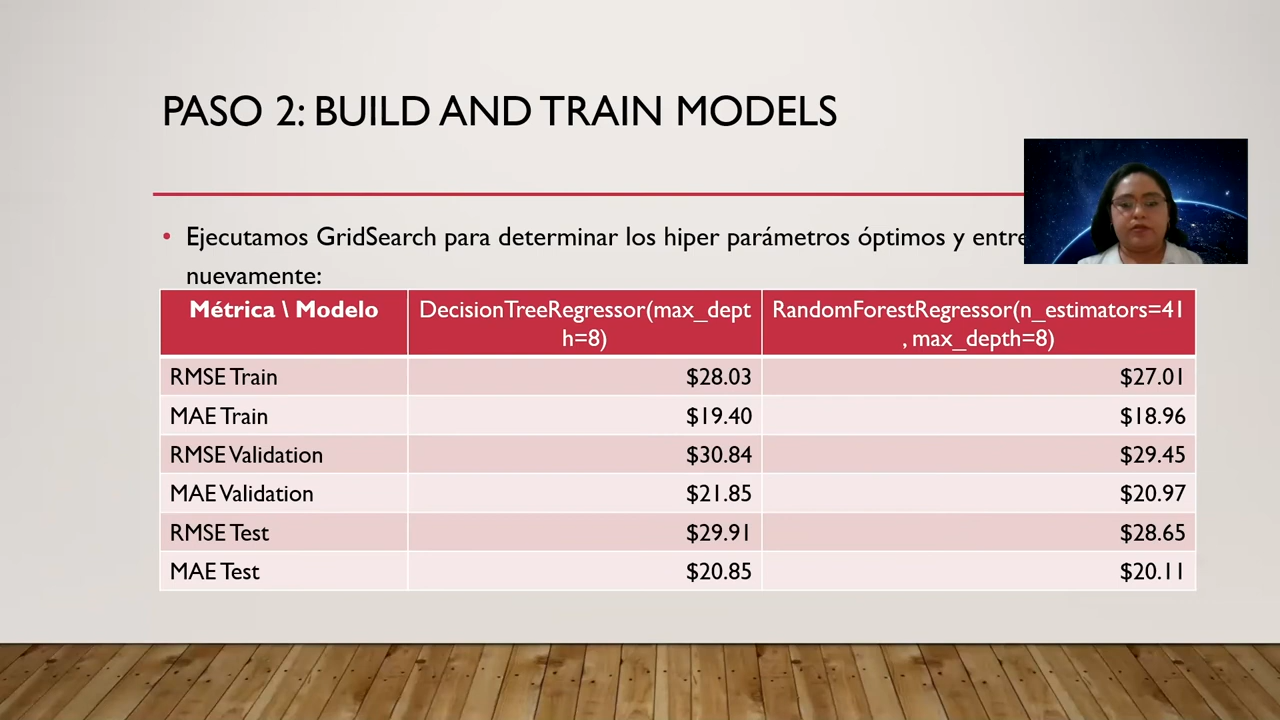 PASO 2: BUILD AND TRAIN MODELS
• Ejecutamos GridSearch para determinar los hiper parámetros óptimos y
nuevamente:
Métrica \ Modelo
DecisionTreeRegressor(max_dept
h=8)
RandomForestRegressor(n_estimators=41
, max_depth=8)
RMSE Train $28.03 $27.01
MAE Train $19.40 $18.96
RMSE Validation $30.84 $29.45
MAE Validation $21.85 $20.97
RMSE Test $29.91 $28.65
MAE Test $20.85 $20.11